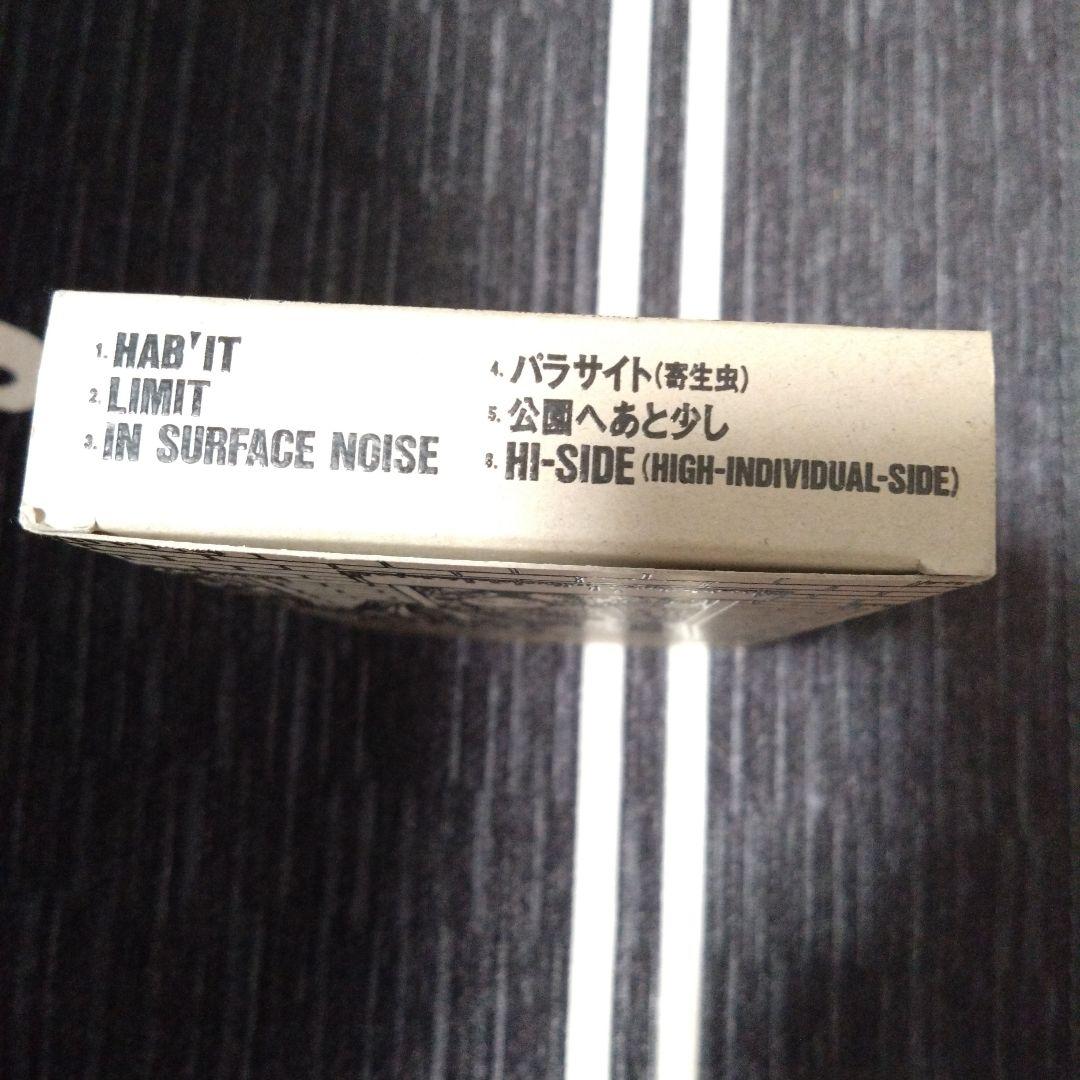 1. HAB'IT
2. LIMIT
3. IN SURFACE NOISE
4. パラサイト(寄生虫)
5. 公園へあと少し
6. HI-SIDE (HIGH-INDIVIDUAL-SIDE)